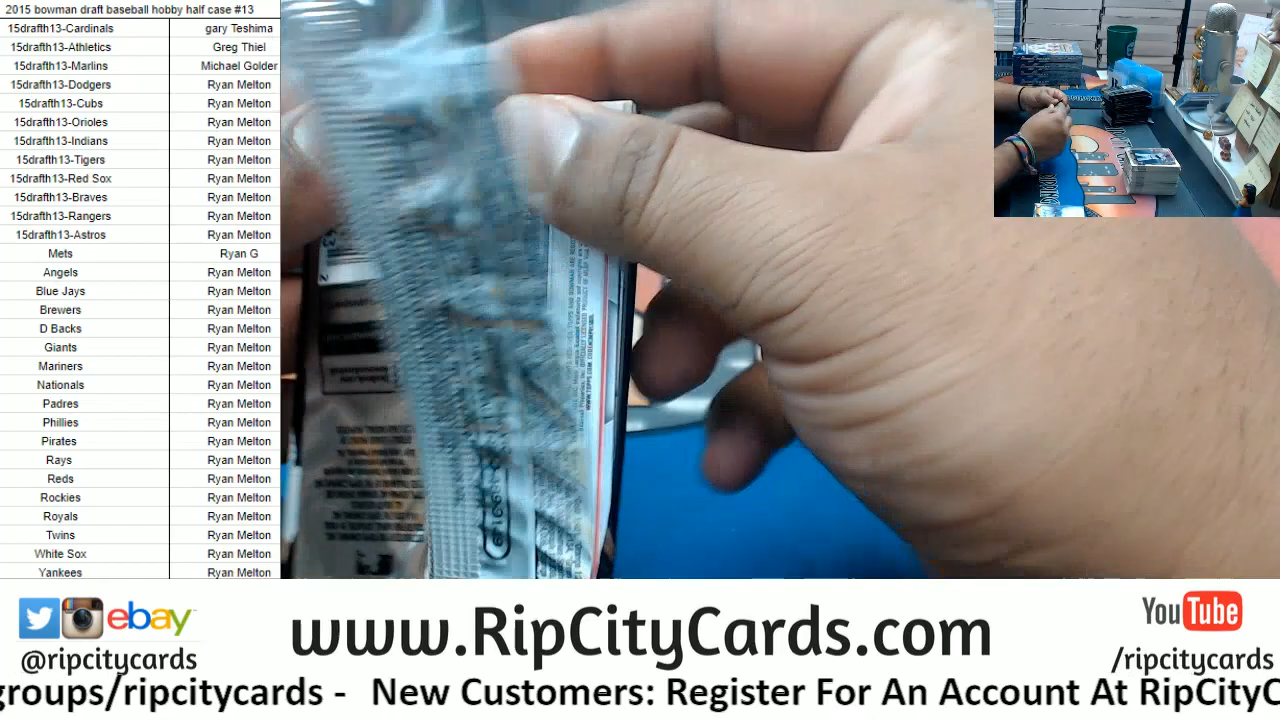 2015 bowman draft baseball hobby half case #13
15drafth13-Cardinals gary Teshima
15drafth13-Athletics Greg Thiel
15drafth13-Marlins Michael Golder
15drafth13-Dodgers Ryan Melton
15drafth13-Cubs Ryan Melton
15drafth13-Orioles Ryan Melton
15drafth13-Indians Ryan Melton
15drafth13-Tigers Ryan Melton
15drafth13-Red Sox Ryan Melton
15drafth13-Braves Ryan Melton
15drafth13-Rangers Ryan Melton
15drafth13-Astros Ryan Melton
Mets Ryan G
Angels Ryan Melton
Blue Jays Ryan Melton
Brewers Ryan Melton
D Backs Ryan Melton
Giants Ryan Melton
Mariners Ryan Melton
Nationals Ryan Melton
Padres Ryan Melton
Phillies Ryan Melton
Pirates Ryan Melton
Rays Ryan Melton
Reds Ryan Melton
Rockies Ryan Melton
Royals Ryan Melton
Twins Ryan Melton
White Sox Ryan Melton
Yankees Ryan Melton
ebay
@ripcitycards
www.RipCityCards.com
YouTube
/ripcitycards
groups/ripcitycards - New Customers: Register For An Account At RipCityC